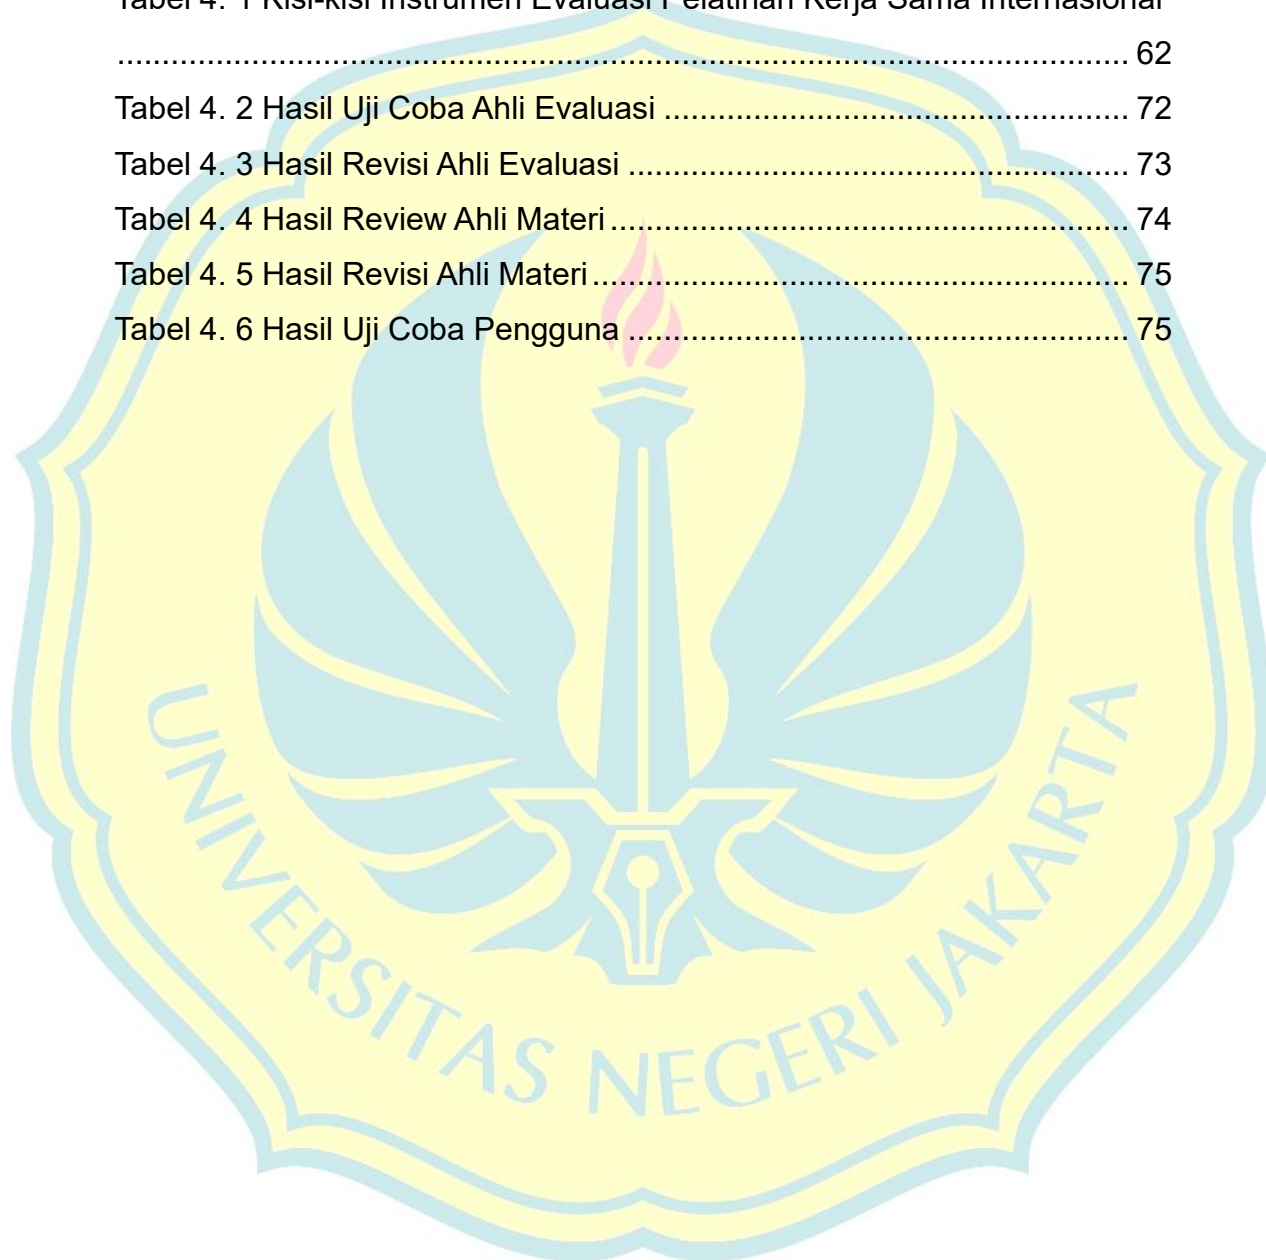 Tabel 4. 1 Kisi-kisi Instrumen Evaluasi Pelatihan Kerja Sama Internasional
................................................................................................................... 62
Tabel 4. 2 Hasil Uji Coba Ahli Evaluasi .................................................... 72
Tabel 4. 3 Hasil Revisi Ahli Evaluasi ........................................................ 73
Tabel 4. 4 Hasil Review Ahli Materi .......................................................... 74
Tabel 4. 5 Hasil Revisi Ahli Materi ............................................................ 75
Tabel 4. 6 Hasil Uji Coba Pengguna ........................................................ 75
UNIVERSITAS NEGERI JAKARTA